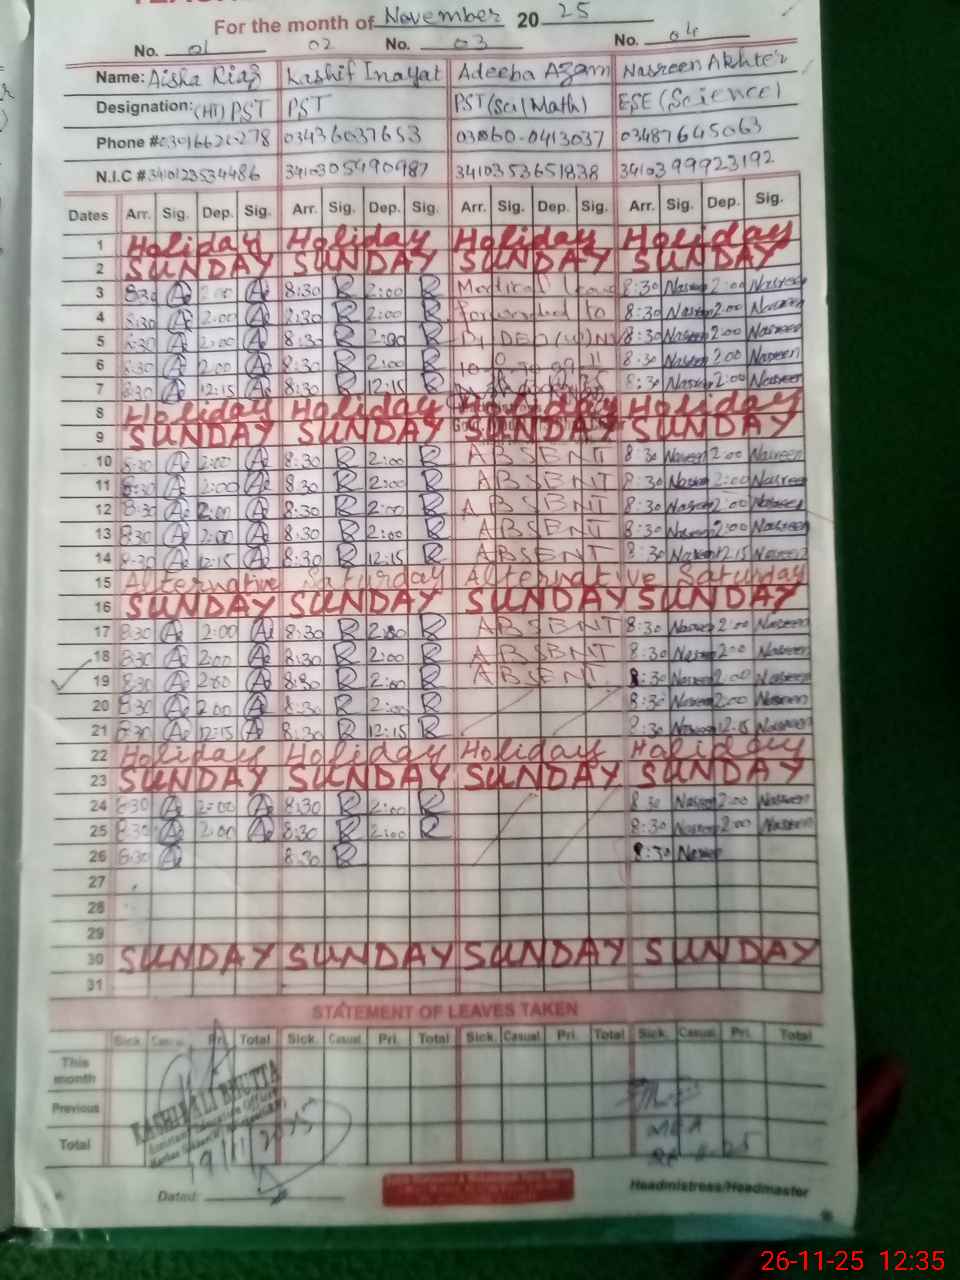 For the month of November 2025
No. 01 02 No. 03 No. 04
Name: Aisha Riaz Kashif Inayat Adeeba Azam Nasreen Akhter
Designation: (HT) PST PST PST (Sci/Math) ESE (Science)
Phone # 03436037653 03487645063
N.I.C # 3410123534486 3410305490987 3410353651838 3410399923192
Dates Arr. Sig. Dep. Sig. Arr. Sig. Dep. Sig. Arr. Sig. Dep. Sig. Arr. Sig. Dep. Sig.
1 Holiday Holiday Holiday Holiday
2 SUNDAY SUNDAY SUNDAY SUNDAY
3 8:30 2:00 8:30 R 2:00 R Medical leave 8:30 Nasreen 2:00 Nasreen
4 8:30 2:00 8:30 R 2:00 R forwarded to 8:30 Nasreen 2:00 Nasreen
5 8:30 2:00 8:30 R 2:00 R 8:30 Nasreen 2:00 Nasreen
6 8:30 2:00 8:30 R 2:00 R 8:30 Nasreen 2:00 Nasreen
7 8:30 12:15 8:30 R 12:15 R 8:30 Nasreen 2:00 Nasreen
8 Holiday Holiday Holiday Holiday
9 SUNDAY SUNDAY SUNDAY SUNDAY
10 8:30 2:00 8:30 R 2:00 R ABSENT 8:30 Nasreen 2:00 Nasreen
11 8:30 2:00 8:30 R 2:00 R ABSENT 8:30 Nasreen 2:00 Nasreen
12 8:30 2:00 8:30 R 2:00 R ABSENT 8:30 Nasreen 2:00 Nasreen
13 8:30 2:00 8:30 R 2:00 R ABSENT 8:30 Nasreen 2:00 Nasreen
14 8:30 12:15 8:30 R 12:15 R ABSENT 8:30 Nasreen 12:15 Nasreen
15 Alternative Saturday Alternative Saturday
16 SUNDAY SUNDAY SUNDAY SUNDAY
17 8:30 2:00 8:30 R 2:00 R ABSENT 8:30 Nasreen 2:00 Nasreen
18 8:30 2:00 8:30 R 2:00 R ABSENT 8:30 Nasreen 2:00 Nasreen
19 8:30 2:00 8:30 R 2:00 R ABSENT 8:30 Nasreen 2:00 Nasreen
20 8:30 2:00 8:30 R 2:00 R 8:30 Nasreen 2:00 Nasreen
21 8:30 12:15 8:30 R 12:15 R 8:30 Nasreen 12:15 Nasreen
22 Holiday Holiday Holiday Holiday
23 SUNDAY SUNDAY SUNDAY SUNDAY
24 8:30 2:00 8:30 R 2:00 R 8:30 Nasreen 2:00 Nasreen
25 8:30 2:00 8:30 R 2:00 R 8:30 Nasreen 2:00 Nasreen
26 8:30 8:30 R 8:30 Nasreen
27
28
29
30 SUNDAY SUNDAY SUNDAY SUNDAY
31
STATEMENT OF LEAVES TAKEN
Sick. Casual Pri. Total Sick. Casual Pri. Total Sick. Casual Pri. Total Sick. Casual Pri. Total
This month
Previous
Total
KASHIF ALI BHUTTA
19/11/2025
MEA
Dated: Headmistress/Headmaster
26-11-25 12:35